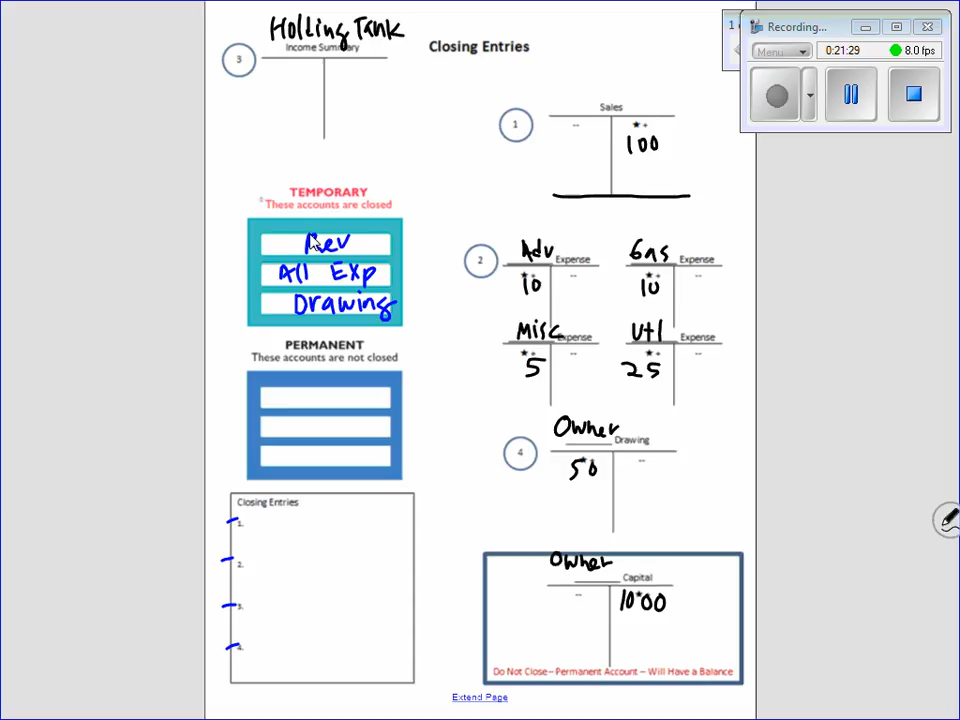 Holling Tank
Income Summary
3
Closing Entries
1
Recording...
Menu
0:21:29
8.0 fps
Sales
1
--
★ +
100
TEMPORARY
These accounts are closed
Rev
All Exp
Drawing
2
Adv Expense
★ +
--
10
Gas Expense
★ +
--
10
Misc Expense
★ +
--
5
Utl Expense
★ +
--
25
PERMANENT
These accounts are not closed
Owner
Drawing
4
--
50
Closing Entries
1.
2.
3.
4.
Owner
Capital
--
1000
Do Not Close – Permanent Account – Will Have a Balance
Extend Page